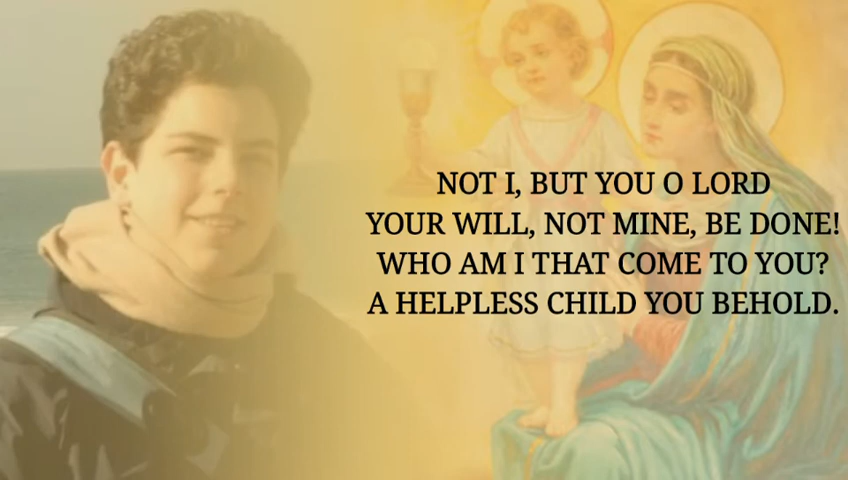 NOT I, BUT YOU O LORD
YOUR WILL, NOT MINE, BE DONE!
WHO AM I THAT COME TO YOU?
A HELPLESS CHILD YOU BEHOLD.